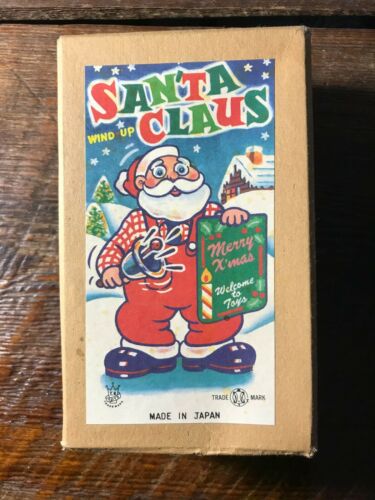 SANTA
WIND UP CLAUS
Merry
X'mas
Welcome
to
Toys
TRADE MARK
MADE IN JAPAN